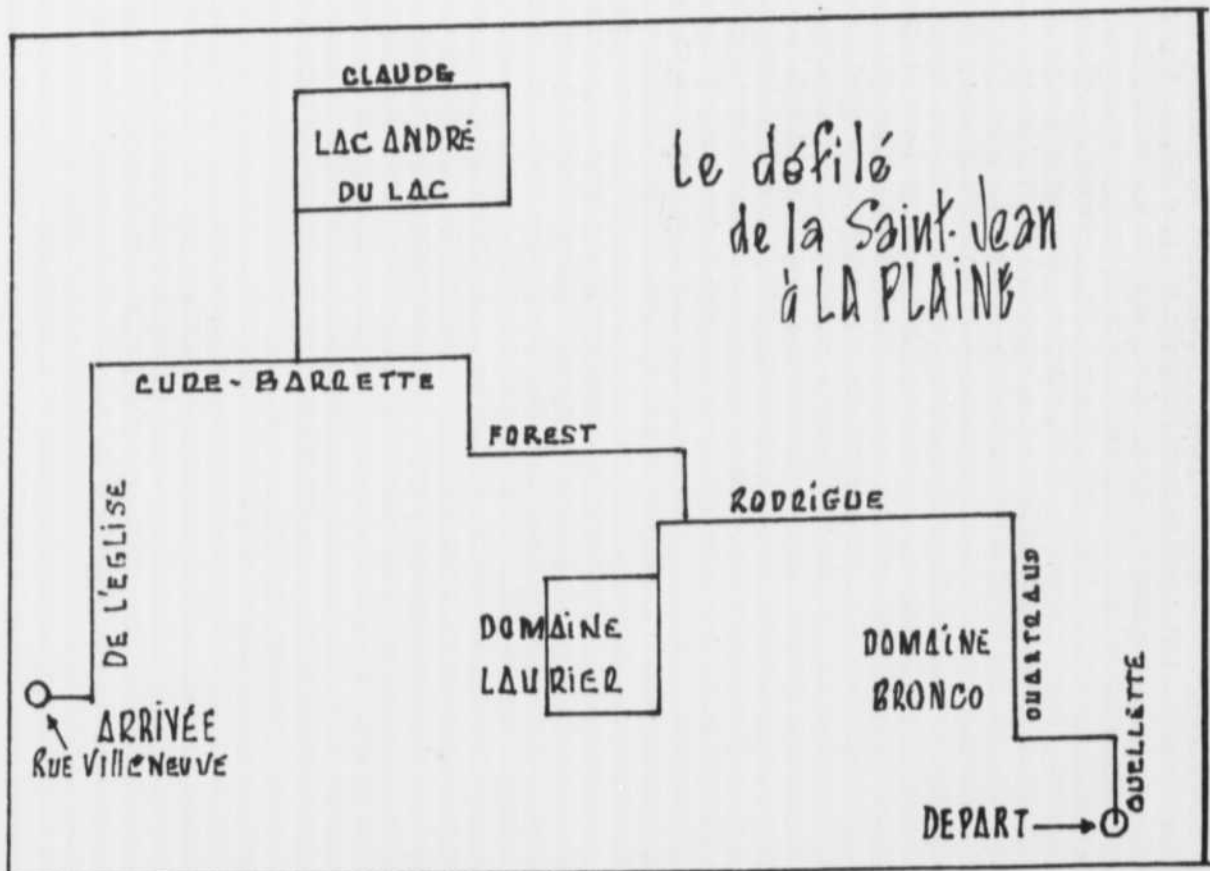 CLAUDE
LAC ANDRÉ
DU LAC
Le défilé
de la Saint-Jean
à LA PLAINE
CURE-BARRETTE
FOREST
RODRIGUE
DE L'EGLISE
DOMAINE
LAURIER
DOMAINE
BRONCO
OUARTRAUD
OUELLETTE
ARRIVÉE
RUE VILLENEUVE
DEPART